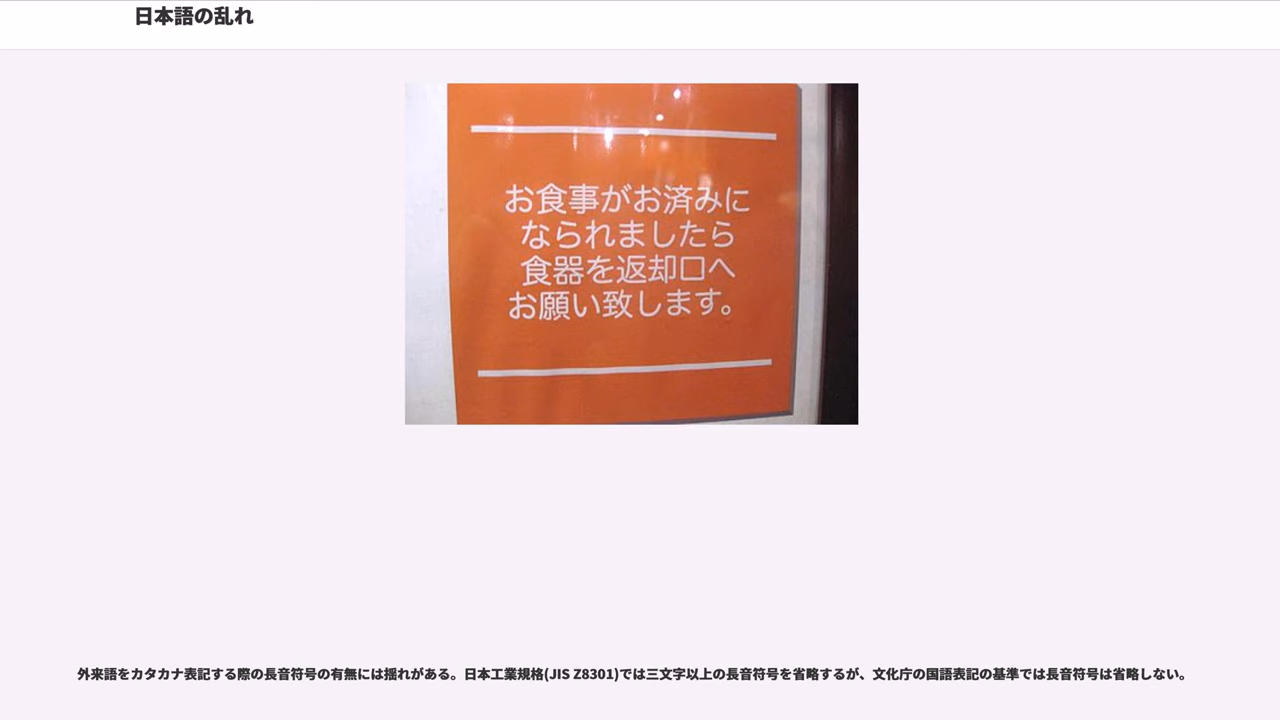 日本語の乱れ
お食事がお済みに
なられましたら
食器を返却口へ
お願い致します。
外来語をカタカナ表記する際の長音符号の有無には揺れがある。日本工業規格(JIS Z8301)では三文字以上の長音符号を省略するが、文化庁の国語表記の基準では長音符号は省略しない。